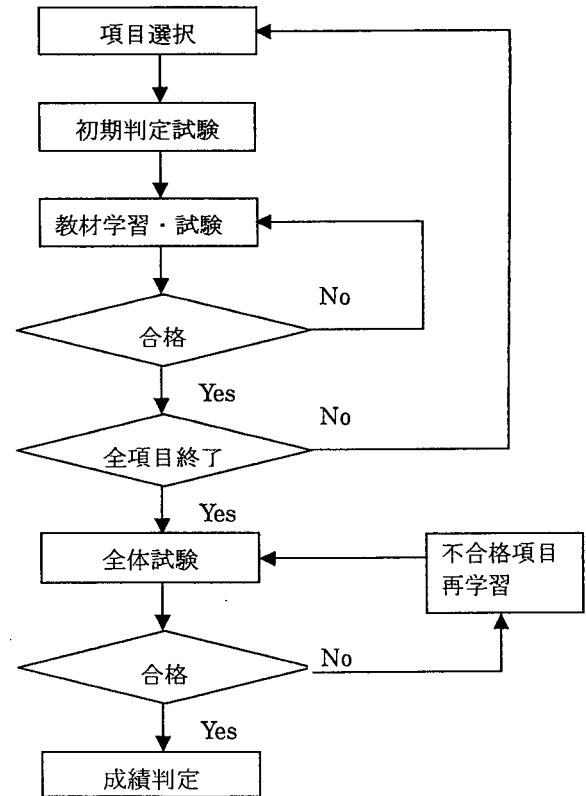 項目選択
初期判定試験
教材学習・試験
No
合格
Yes
No
全項目終了
Yes
全体試験
不合格項目
再学習
No
合格
Yes
成績判定